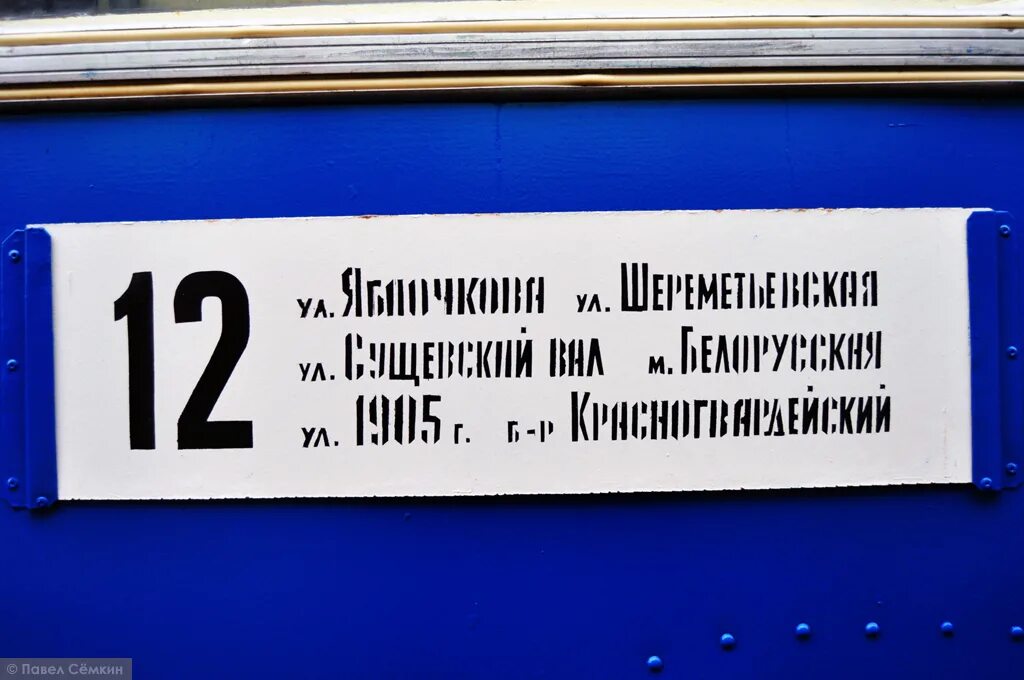 12
ул. Яблочкова ул. Шереметьевская
ул. Сущевский вал м. Белорусская
ул. 1905 г. б-р Красногвардейский
© Павел Сёмкин